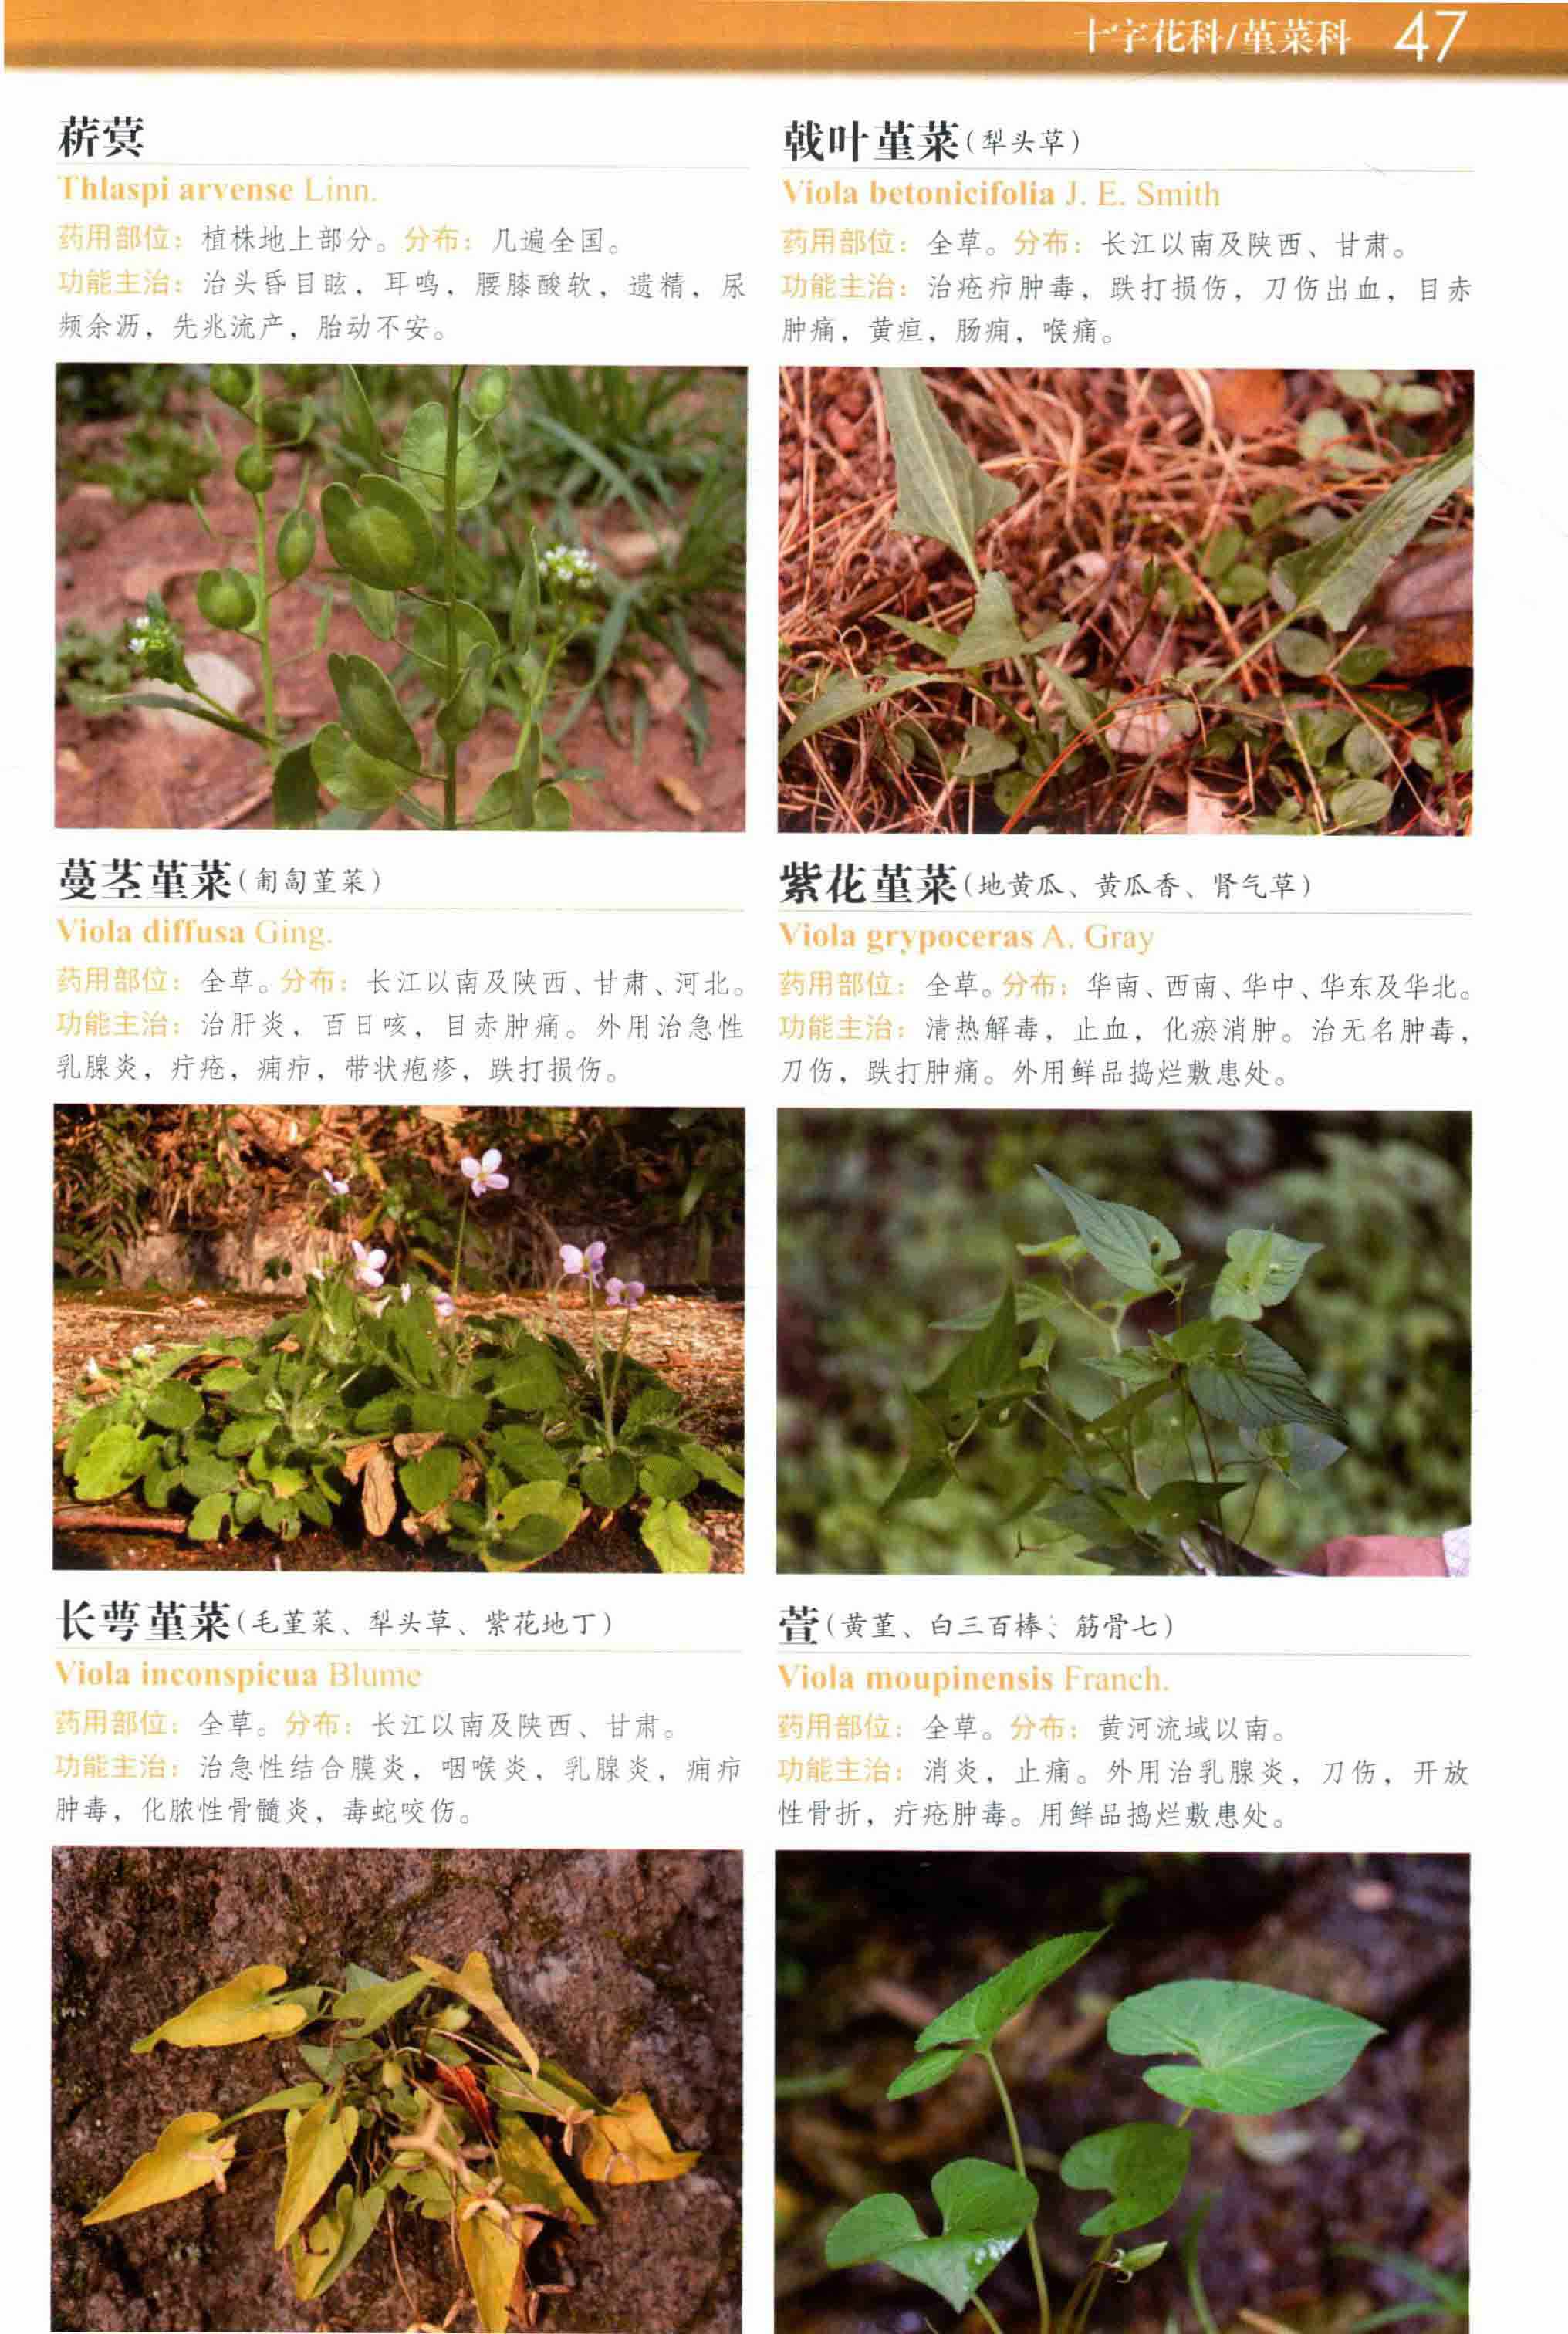 十字花科/堇菜科 47
菥蓂
Thlaspi arvense Linn.
药用部位：植株地上部分。分布：几遍全国。
功能主治：治头昏目眩，耳鸣，腰膝酸软，遗精，尿
频余沥，先兆流产，胎动不安。
戟叶堇菜（犁头草）
Viola betonicifolia J. E. Smith
药用部位：全草。分布：长江以南及陕西、甘肃。
功能主治：治疮疖肿毒，跌打损伤，刀伤出血，目赤
肿痛，黄疸，肠痈，喉痛。
蔓茎堇菜（匍匐堇菜）
Viola diffusa Ging.
药用部位：全草。分布：长江以南及陕西、甘肃、河北。
功能主治：治肝炎，百日咳，目赤肿痛。外用治急性
乳腺炎，疔疮，痈疖，带状疱疹，跌打损伤。
紫花堇菜（地黄瓜、黄瓜香、肾气草）
Viola grypoceras A. Gray
药用部位：全草。分布：华南、西南、华中、华东及华北。
功能主治：清热解毒，止血，化瘀消肿。治无名肿毒，
刀伤，跌打肿痛。外用鲜品捣烂敷患处。
长萼堇菜（毛堇菜、犁头草、紫花地丁）
Viola inconspicua Blume
药用部位：全草。分布：长江以南及陕西、甘肃。
功能主治：治急性结合膜炎，咽喉炎，乳腺炎，痈疖
肿毒，化脓性骨髓炎，毒蛇咬伤。
萱（黄堇、白三百棒、筋骨七）
Viola moupinensis Franch.
药用部位：全草。分布：黄河流域以南。
功能主治：消炎，止痛。外用治乳腺炎，刀伤，开放
性骨折，疔疮肿毒。用鲜品捣烂敷患处。